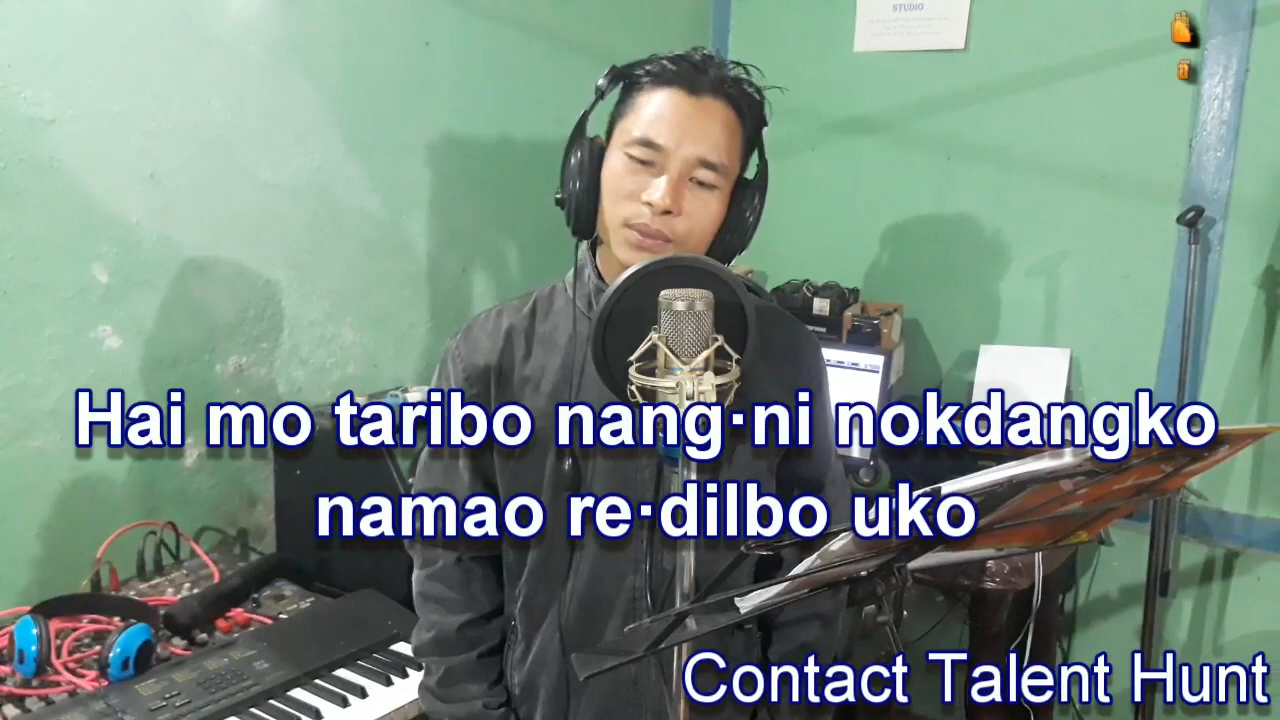 STUDIO
Hai mo taribo nang·ni nokdangko
namao re·dilbo uko
Contact Talent Hunt